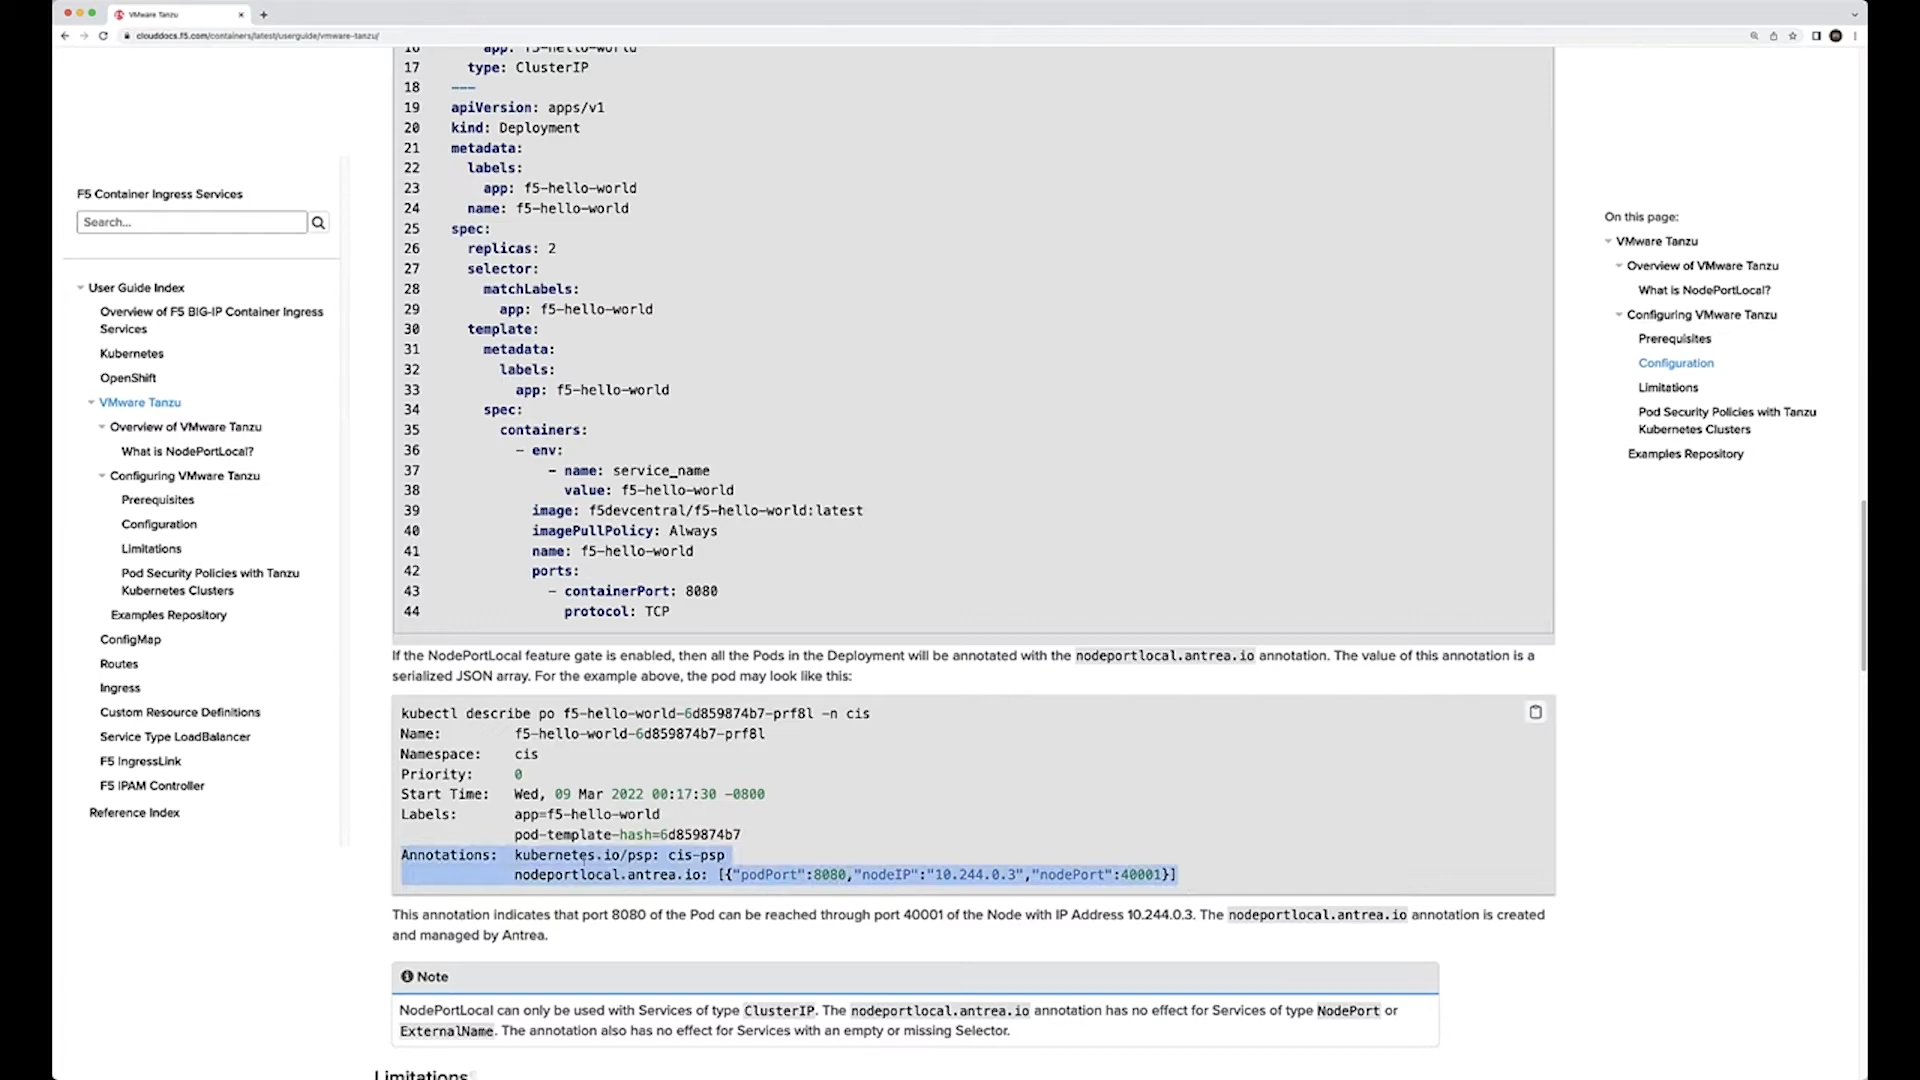 VMware Tanzu
clouddocs.f5.com/containers/latest/userguide/vmware-tanzu/
F5 Container Ingress Services
Search...
User Guide Index
Overview of F5 BIG-IP Container Ingress
Services
Kubernetes
OpenShift
VMware Tanzu
Overview of VMware Tanzu
What is NodePortLocal?
Configuring VMware Tanzu
Prerequisites
Configuration
Limitations
Pod Security Policies with Tanzu
Kubernetes Clusters
Examples Repository
ConfigMap
Routes
Ingress
Custom Resource Definitions
Service Type LoadBalancer
F5 IngressLink
F5 IPAM Controller
Reference Index
16 app: f5-hello-world
17 type: ClusterIP
18 ---
19 apiVersion: apps/v1
20 kind: Deployment
21 metadata:
22 labels:
23 app: f5-hello-world
24 name: f5-hello-world
25 spec:
26 replicas: 2
27 selector:
28 matchLabels:
29 app: f5-hello-world
30 template:
31 metadata:
32 labels:
33 app: f5-hello-world
34 spec:
35 containers:
36 - env:
37 - name: service_name
38 value: f5-hello-world
39 image: f5devcentral/f5-hello-world:latest
40 imagePullPolicy: Always
41 name: f5-hello-world
42 ports:
43 - containerPort: 8080
44 protocol: TCP
If the NodePortLocal feature gate is enabled, then all the Pods in the Deployment will be annotated with the nodeportlocal.antrea.io annotation. The value of this annotation is a
serialized JSON array. For the example above, the pod may look like this:
kubectl describe po f5-hello-world-6d859874b7-prf8l -n cis
Name: f5-hello-world-6d859874b7-prf8l
Namespace: cis
Priority: 0
Start Time: Wed, 09 Mar 2022 00:17:30 -0800
Labels: app=f5-hello-world
pod-template-hash=6d859874b7
Annotations: kubernetes.io/psp: cis-psp
nodeportlocal.antrea.io: [{"podPort":8080,"nodeIP":"10.244.0.3","nodePort":40001}]
This annotation indicates that port 8080 of the Pod can be reached through port 40001 of the Node with IP Address 10.244.0.3. The nodeportlocal.antrea.io annotation is created
and managed by Antrea.
Note
NodePortLocal can only be used with Services of type ClusterIP. The nodeportlocal.antrea.io annotation has no effect for Services of type NodePort or
ExternalName. The annotation also has no effect for Services with an empty or missing Selector.
Limitations
On this page:
VMware Tanzu
Overview of VMware Tanzu
What is NodePortLocal?
Configuring VMware Tanzu
Prerequisites
Configuration
Limitations
Pod Security Policies with Tanzu
Kubernetes Clusters
Examples Repository